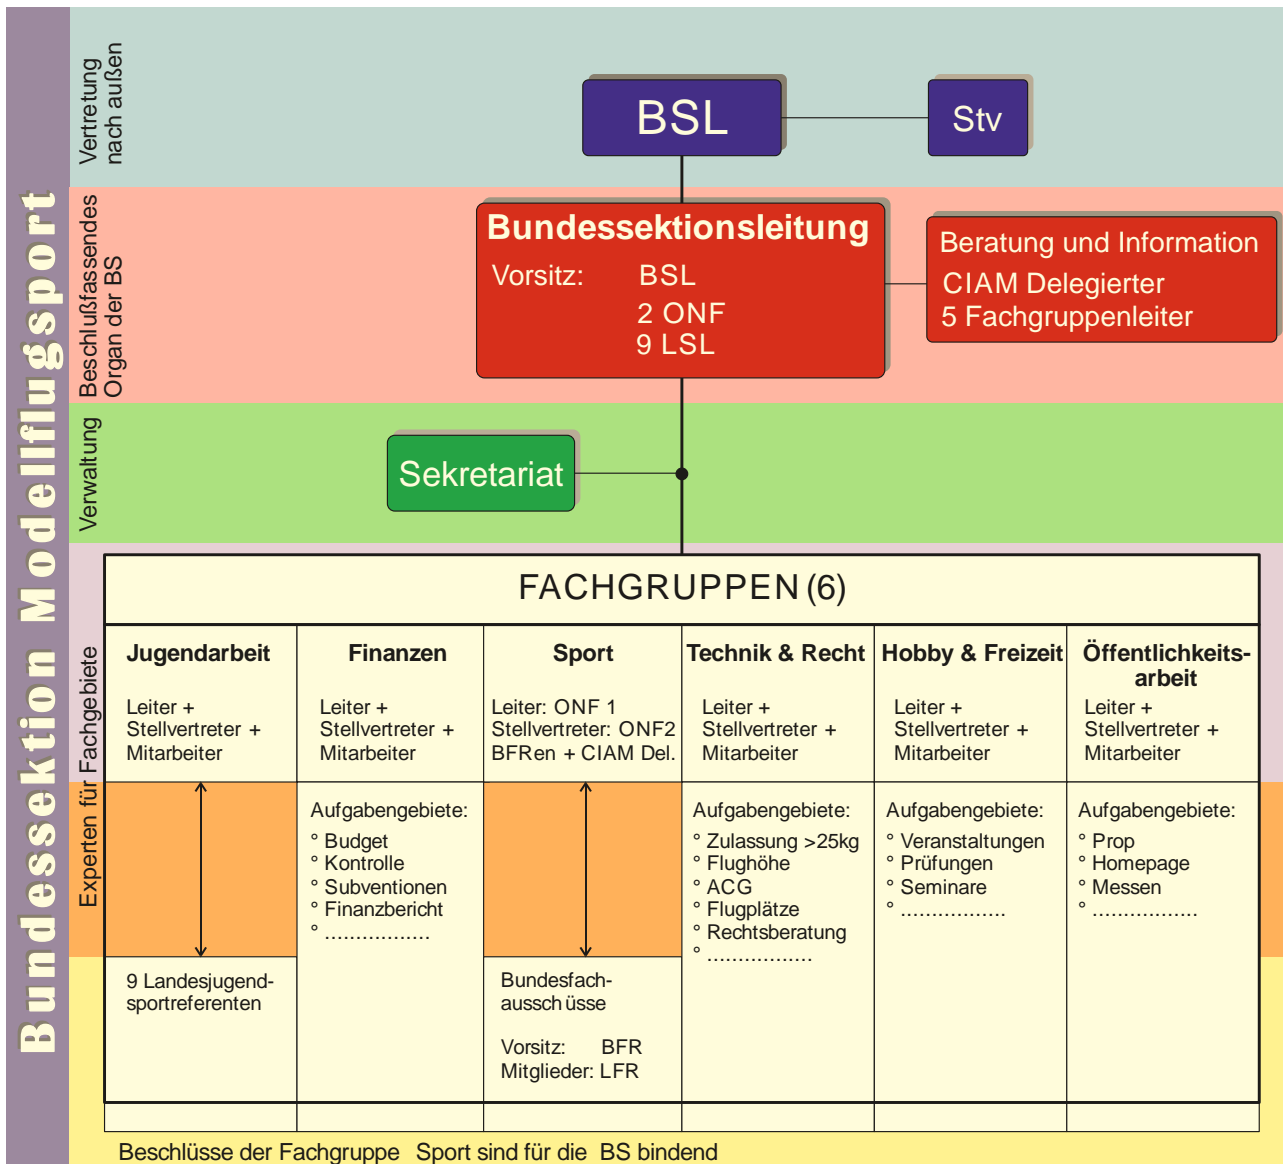 Bundessektion Modellflugsport
Vertretung
nach außen
BSL
Stv
Beschlußfassendes
Organ der BS
Bundessektionsleitung
Vorsitz: BSL
2 ONF
9 LSL
Beratung und Information
CIAM Delegierter
5 Fachgruppenleiter
Verwaltung
Sekretariat
Experten für Fachgebiete
FACHGRUPPEN (6)
Jugendarbeit
Leiter +
Stellvertreter +
Mitarbeiter
9 Landesjugend-
sportreferenten
Finanzen
Leiter +
Stellvertreter +
Mitarbeiter
Aufgabengebiete:
° Budget
° Kontrolle
° Subventionen
° Finanzbericht
° .................
Sport
Leiter: ONF 1
Stellvertreter: ONF2
BFRen + CIAM Del.
Bundesfach-
ausschüsse
Vorsitz: BFR
Mitglieder: LFR
Technik & Recht
Leiter +
Stellvertreter +
Mitarbeiter
Aufgabengebiete:
° Zulassung >25kg
° Flughöhe
° ACG
° Flugplätze
° Rechtsberatung
° .................
Hobby & Freizeit
Leiter +
Stellvertreter +
Mitarbeiter
Aufgabengebiete:
° Veranstaltungen
° Prüfungen
° Seminare
° .................
Öffentlichkeits-
arbeit
Leiter +
Stellvertreter +
Mitarbeiter
Aufgabengebiete:
° Prop
° Homepage
° Messen
° .................
Beschlüsse der Fachgruppe Sport sind für die BS bindend